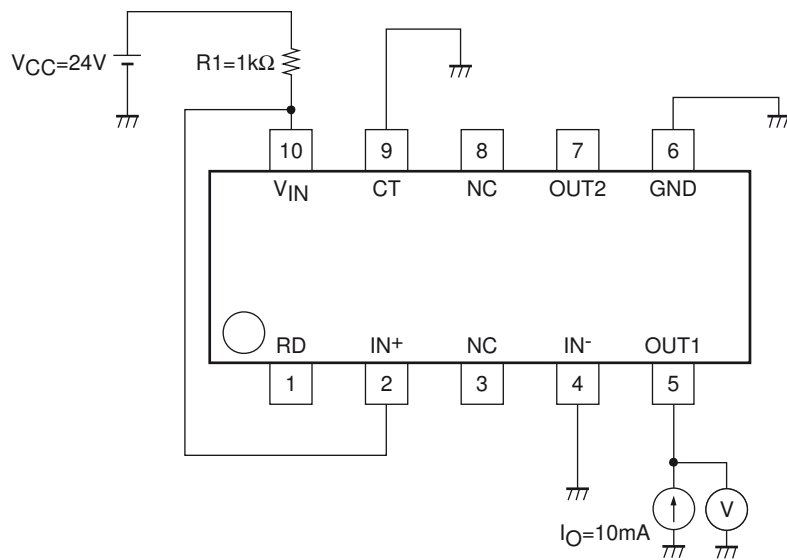 VCC=24V
R1=1kΩ
10 9 8 7 6
VIN CT NC OUT2 GND
RD IN+ NC IN- OUT1
1 2 3 4 5
IO=10mA
V